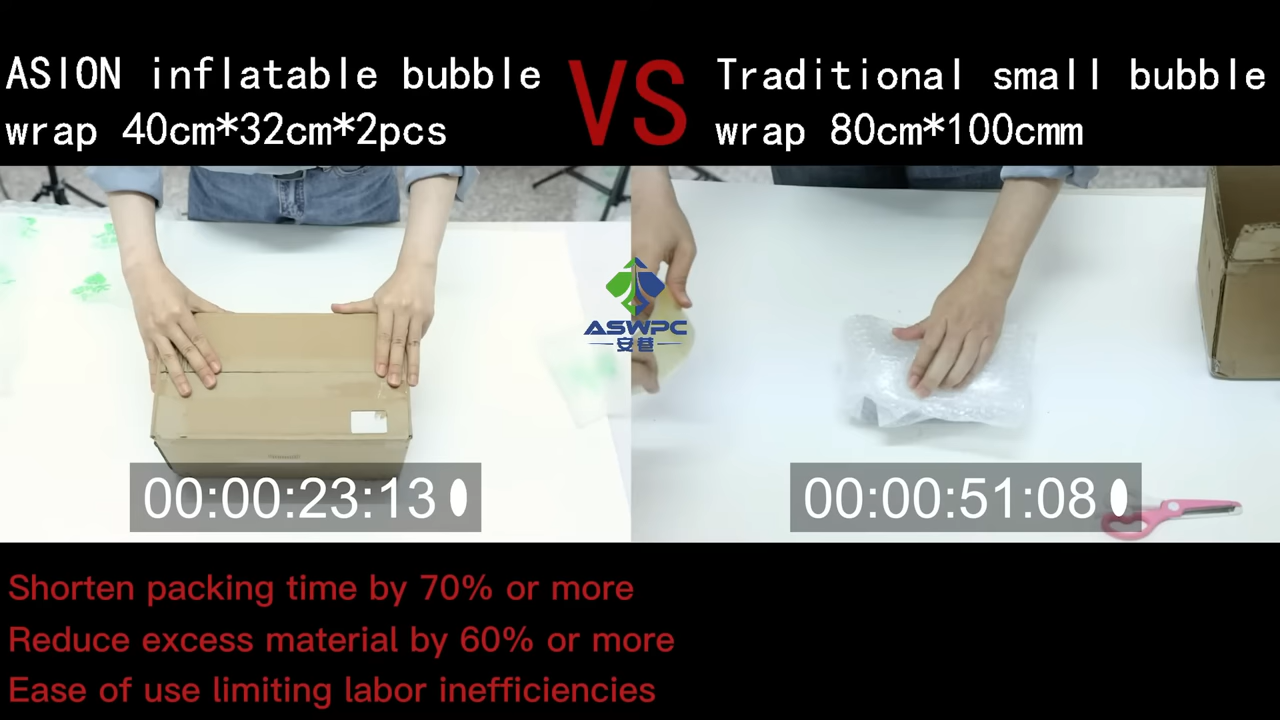 ASION inflatable bubble
wrap 40cm*32cm*2pcs
VS
Traditional small bubble
wrap 80cm*100cmm
ASWPC
安巷
00:00:23:13
00:00:51:08
Shorten packing time by 70% or more
Reduce excess material by 60% or more
Ease of use limiting labor inefficiencies